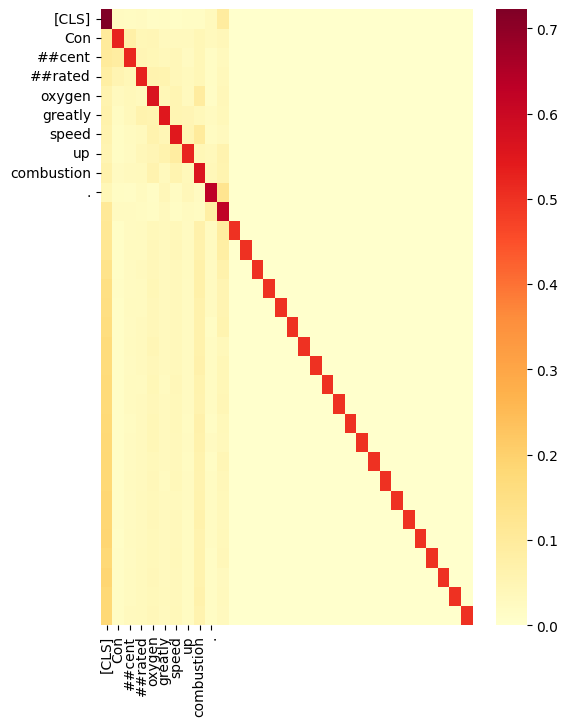 [CLS]
Con
##cent
##rated
oxygen
greatly
speed
up
combustion
.
0.7
0.6
0.5
0.4
0.3
0.2
0.1
0.0
[CLS]
Con
##cent
##rated
oxygen
greatly
speed
up
combustion
.